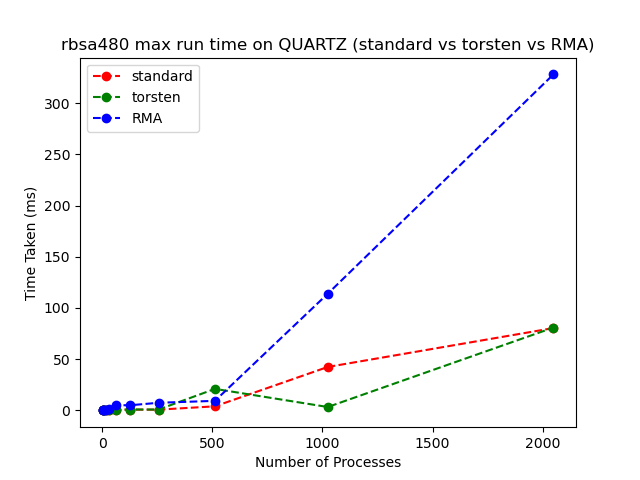 rbsa480 max run time on QUARTZ (standard vs torsten vs RMA)
standard
torsten
RMA
Time Taken (ms)
300
250
200
150
100
50
0
0 500 1000 1500 2000
Number of Processes